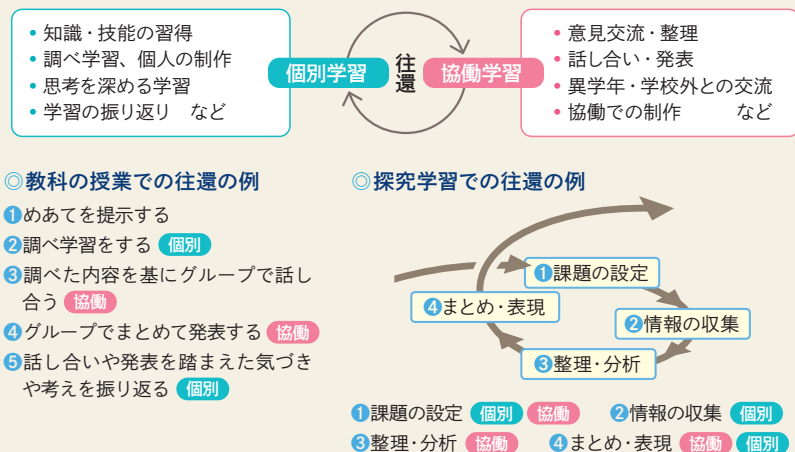 • 知識・技能の習得
• 調べ学習、個人の制作
• 思考を深める学習
• 学習の振り返り　など
個別学習
往還
協働学習
• 意見交流・整理
• 話し合い・発表
• 異学年・学校外との交流
• 協働での制作　など
◎教科の授業での往還の例
❶めあてを提示する
❷調べ学習をする 個別
❸調べた内容を基にグループで話し
合う 協働
❹グループでまとめて発表する 協働
❺話し合いや発表を踏まえた気づき
や考えを振り返る 個別
◎探究学習での往還の例
❶課題の設定
❷情報の収集
❸整理・分析
❹まとめ・表現
❶課題の設定 個別 協働　❷情報の収集 個別
❸整理・分析 協働　❹まとめ・表現 協働 個別